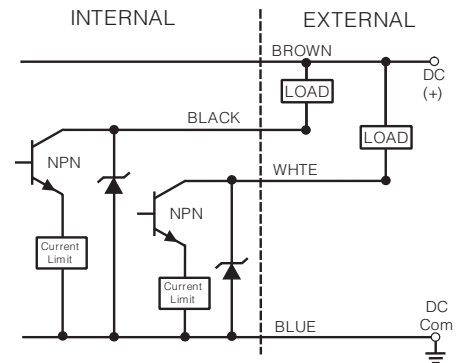 INTERNAL
EXTERNAL
BROWN
DC
(+)
LOAD
BLACK
LOAD
NPN
WHTE
NPN
Current
Limit
Current
Limit
DC
Com
BLUE